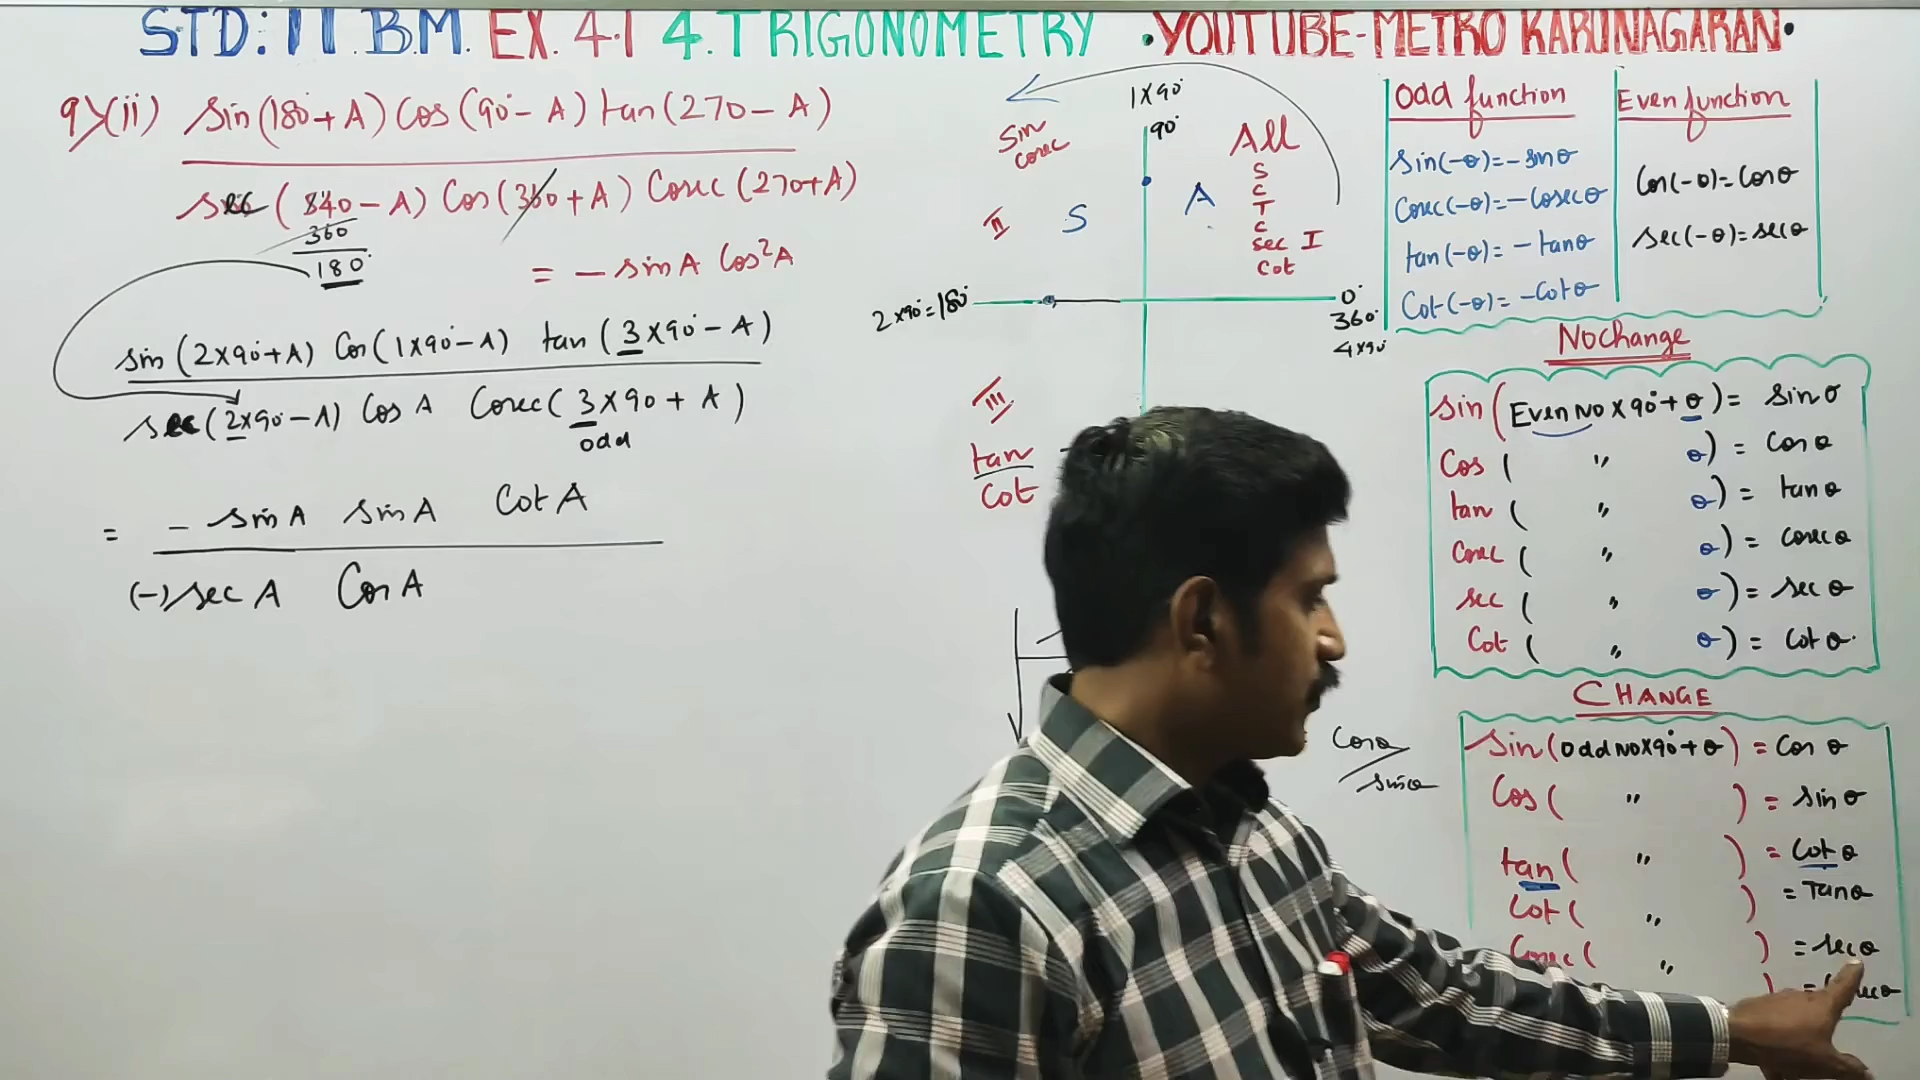 STD: 11. B.M. EX. 4.1 4. TRIGONOMETRY • YOUTUBE-METRO KARUNAGARAN •
9)(ii) sin(180+A) cos(90°-A) tan(270-A)
sec(840-A) cos(360+A) cosec(270+A)
360
180°
= - sin A cos²A
sin(2×90°+A) cos(1×90°-A) tan(3×90°-A)
sec(2×90°-A) cos A cosec(3×90+A)
odd
= - sin A sin A cot A
(-) sec A cos A
1×90°
90°
sin
cosec
II S
A
All
S
C
T
C
sec I
cot
2×90°=180°
0°
360°
4×90°
III
tan
cot
cosθ
sinθ
Odd function
sin(-θ)=-sinθ
cosec(-θ)=-cosecθ
tan(-θ)=-tanθ
cot(-θ)=-cotθ
Even function
cos(-θ)=cosθ
sec(-θ)=secθ
No change
sin(Even No×90°+θ)= sinθ
cos( " θ) = cosθ
tan( " θ) = tanθ
cosec( " θ) = cosecθ
sec( " θ) = secθ
cot( " θ) = cotθ.
CHANGE
sin(odd No×90°+θ) = cosθ
cos( " ) = sinθ
tan( " ) = cotθ
cot( " ) = Tanθ
cosec( " ) = secθ